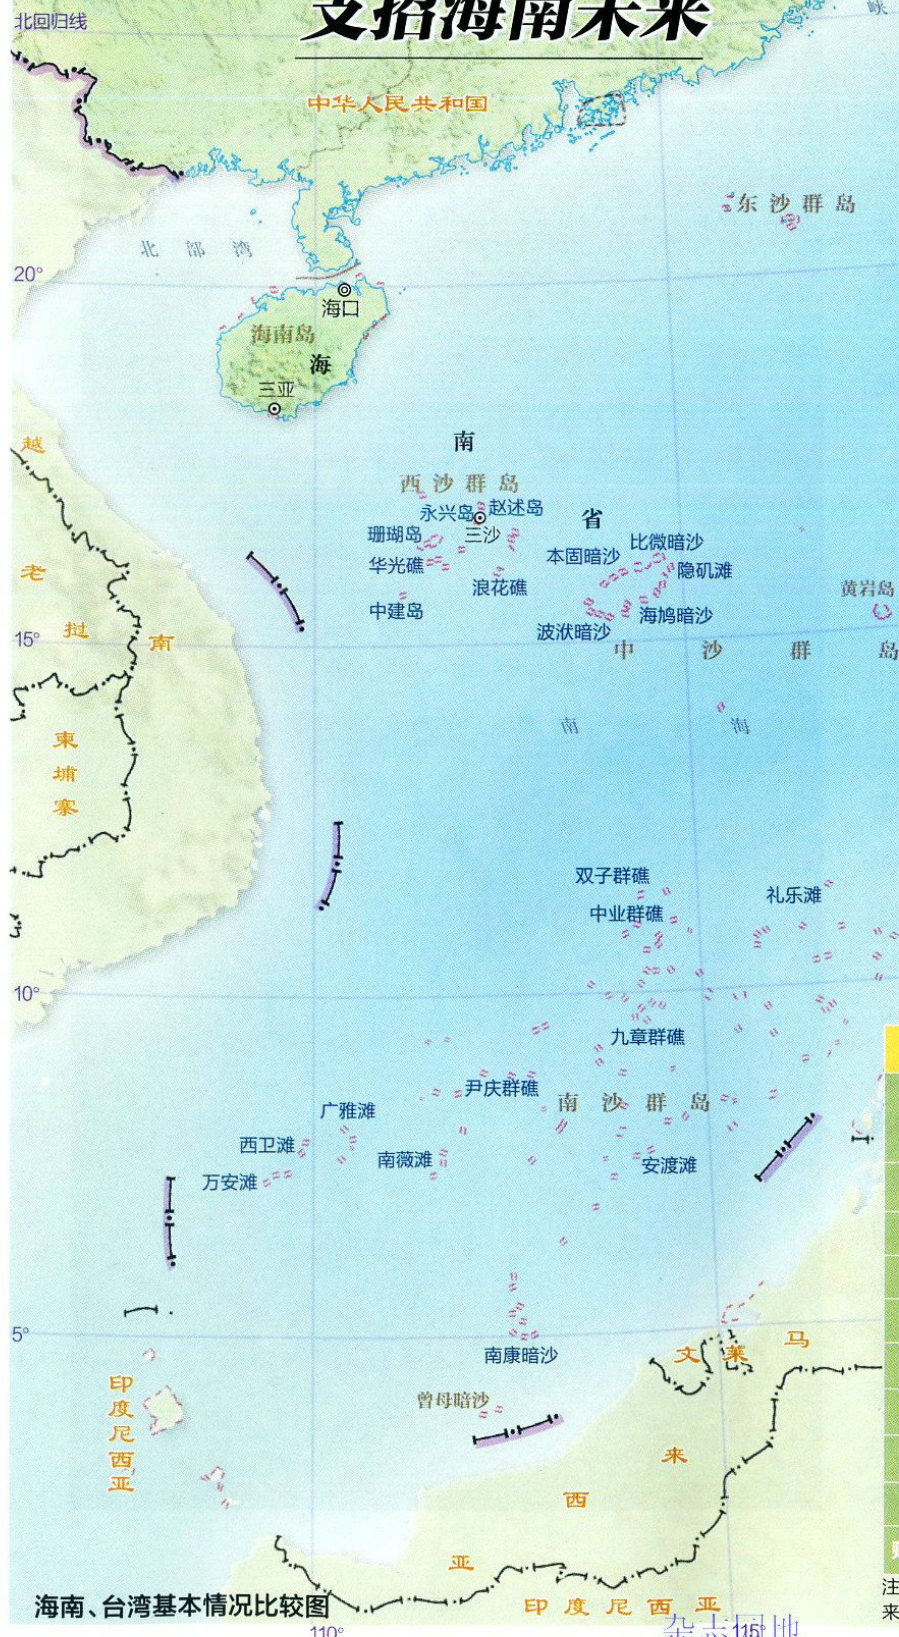 支招海南未来
北回归线
峡
中华人民共和国
东沙群岛
北部湾
20°
海口
海南岛
海
三亚
越
南
西沙群岛
永兴岛
赵述岛
三沙
省
珊瑚岛
华光礁
浪花礁
中建岛
本固暗沙
比微暗沙
隐矶滩
海鸠暗沙
波洑暗沙
黄岩岛
老
挝
南
15°
中沙群岛
南海
柬
埔
寨
双子群礁
中业群礁
礼乐滩
10°
九章群礁
尹庆群礁
南沙群岛
广雅滩
西卫滩
南薇滩
安渡滩
万安滩
5°
南康暗沙
文莱
马
曾母暗沙
印
度
尼
西
亚
来
西
亚
海南、台湾基本情况比较图
印度尼西亚
杂志园地
110°
115°
注
来